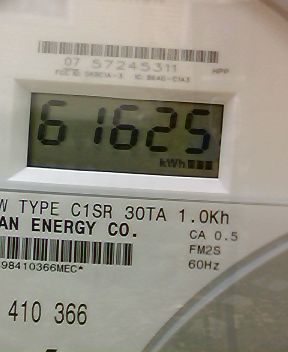 07 57245311
HPP
61625
kWh
W TYPE C1SR 30TA 1.0Kh
AN ENERGY CO.
CA 0.5
FM2S
60Hz
98410366MEC*
410 366